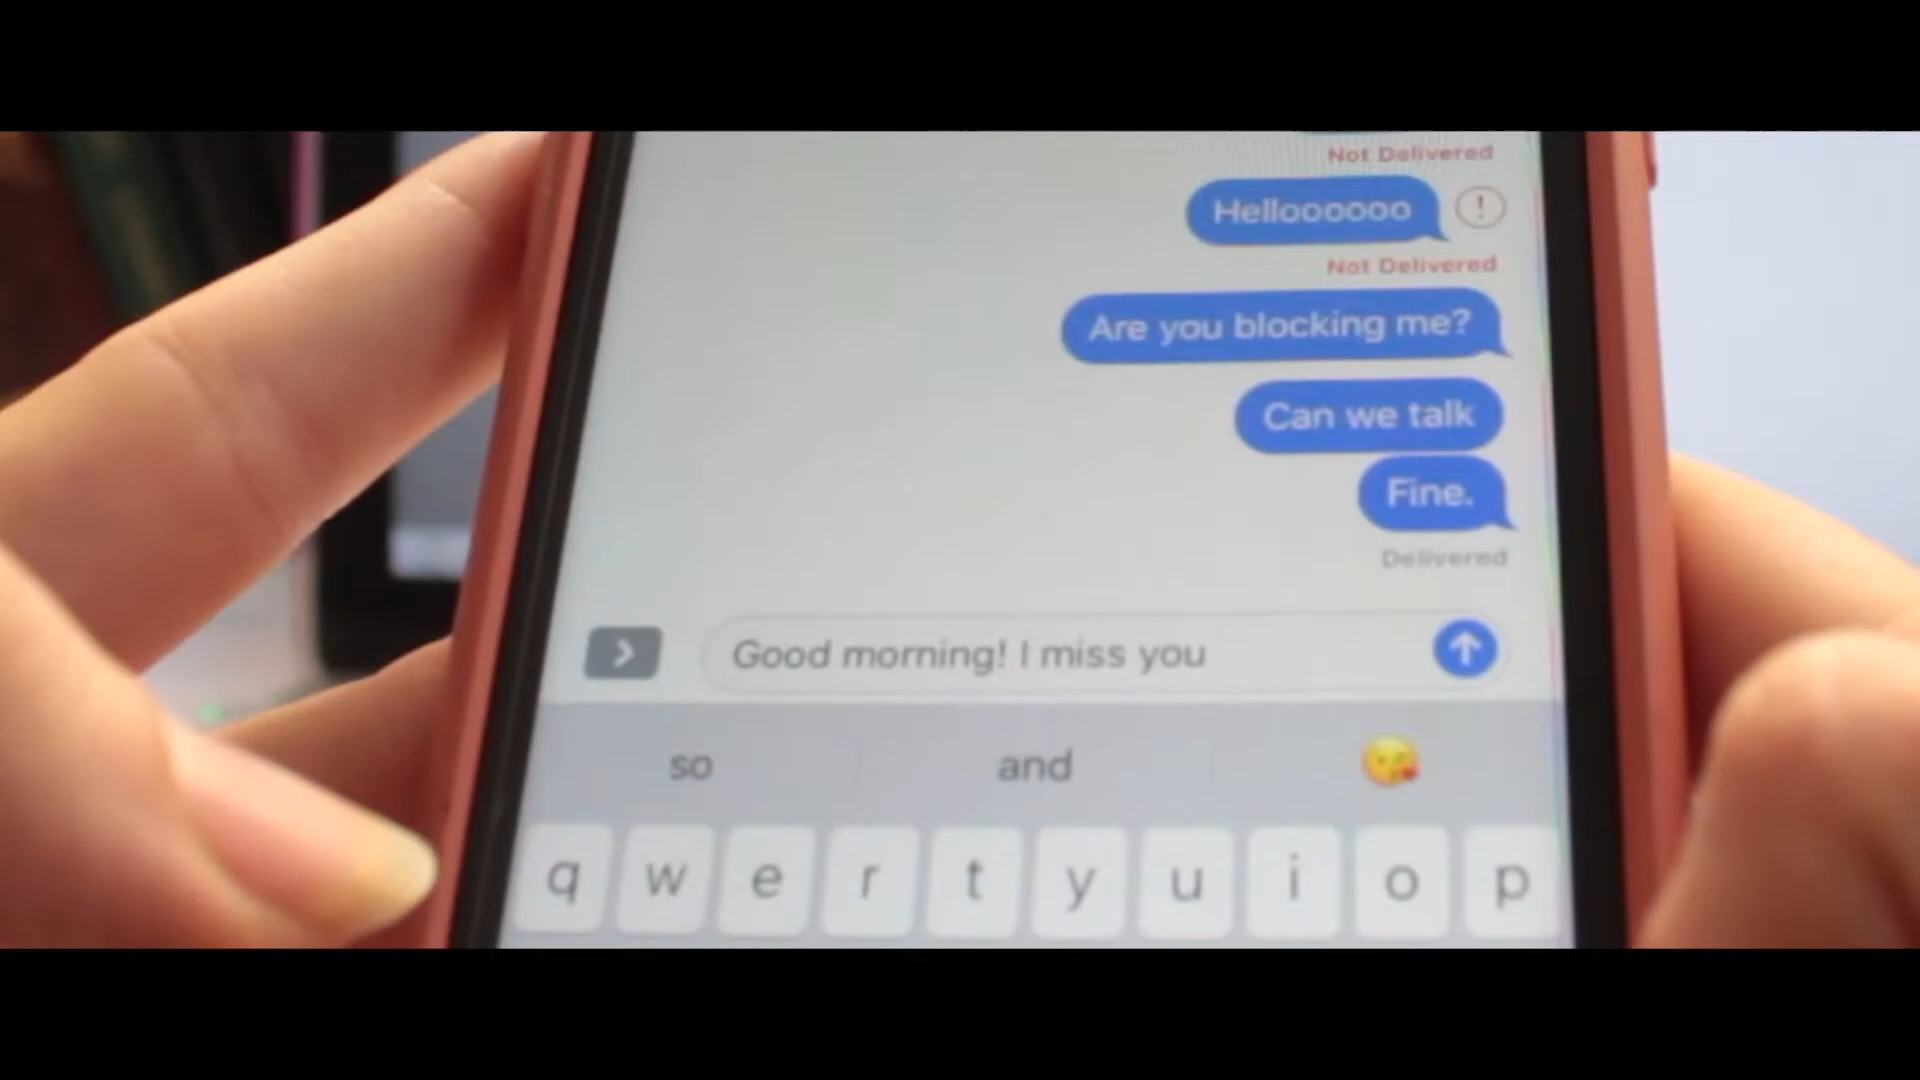 Not Delivered
Helloooooo
!
Not Delivered
Are you blocking me?
Can we talk
Fine.
Delivered
Good morning! I miss you
so and
q w e r t y u i o p